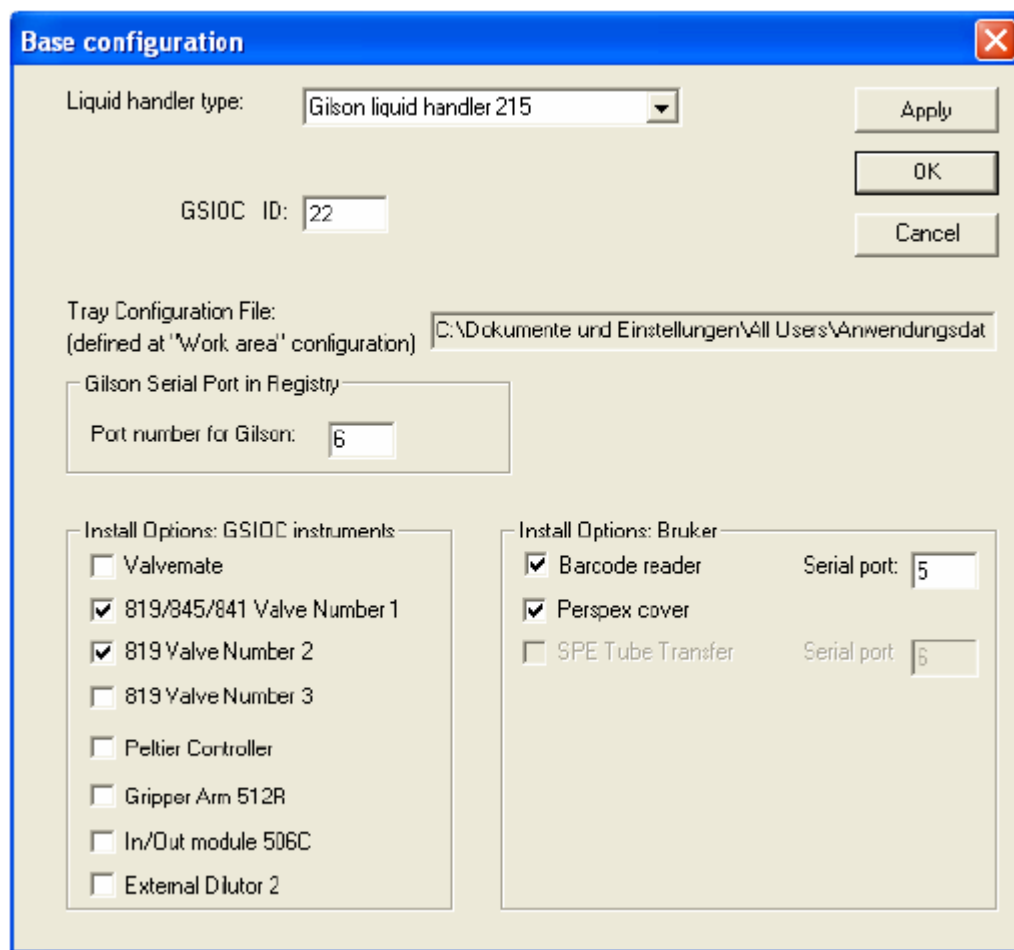 Base configuration
Liquid handler type: Gilson liquid handler 215 Apply
OK
GSIOC ID: 22
Cancel
Tray Configuration File:
(defined at "Work area" configuration) C:\Dokumente und Einstellungen\All Users\Anwendungsdat
Gilson Serial Port in Registry
Port number for Gilson: 6
Install Options: GSIOC instruments
Valvemate
819/845/841 Valve Number 1
819 Valve Number 2
819 Valve Number 3
Peltier Controller
Gripper Arm 512R
In/Out module 506C
External Dilutor 2
Install Options: Bruker
Barcode reader Serial port: 5
Perspex cover
SPE Tube Transfer Serial port 6